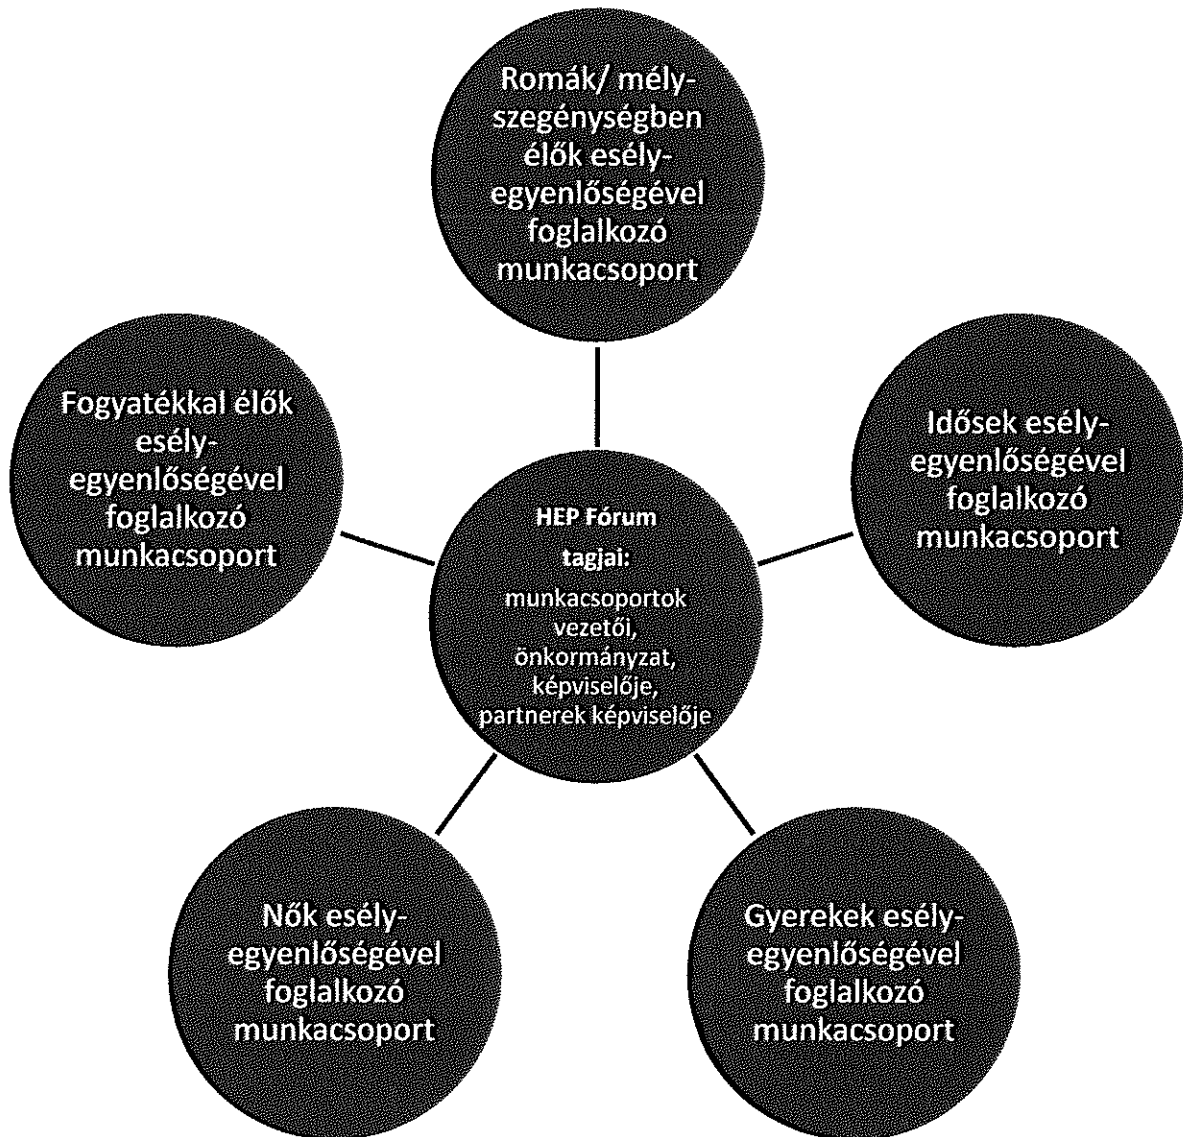 Romák/ mély-
szegénységben
élők esély-
egyenlőségével
foglalkozó
munkacsoport
Fogyatékkal élők
esély-
egyenlőségével
foglalkozó
munkacsoport
Idősek esély-
egyenlőségével
foglalkozó
munkacsoport
HEP Fórum
tagjai:
munkacsoportok
vezetői,
önkormányzat,
képviselője,
partnerek képviselője
Nők esély-
egyenlőségével
foglalkozó
munkacsoport
Gyerekek esély-
egyenlőségével
foglalkozó
munkacsoport